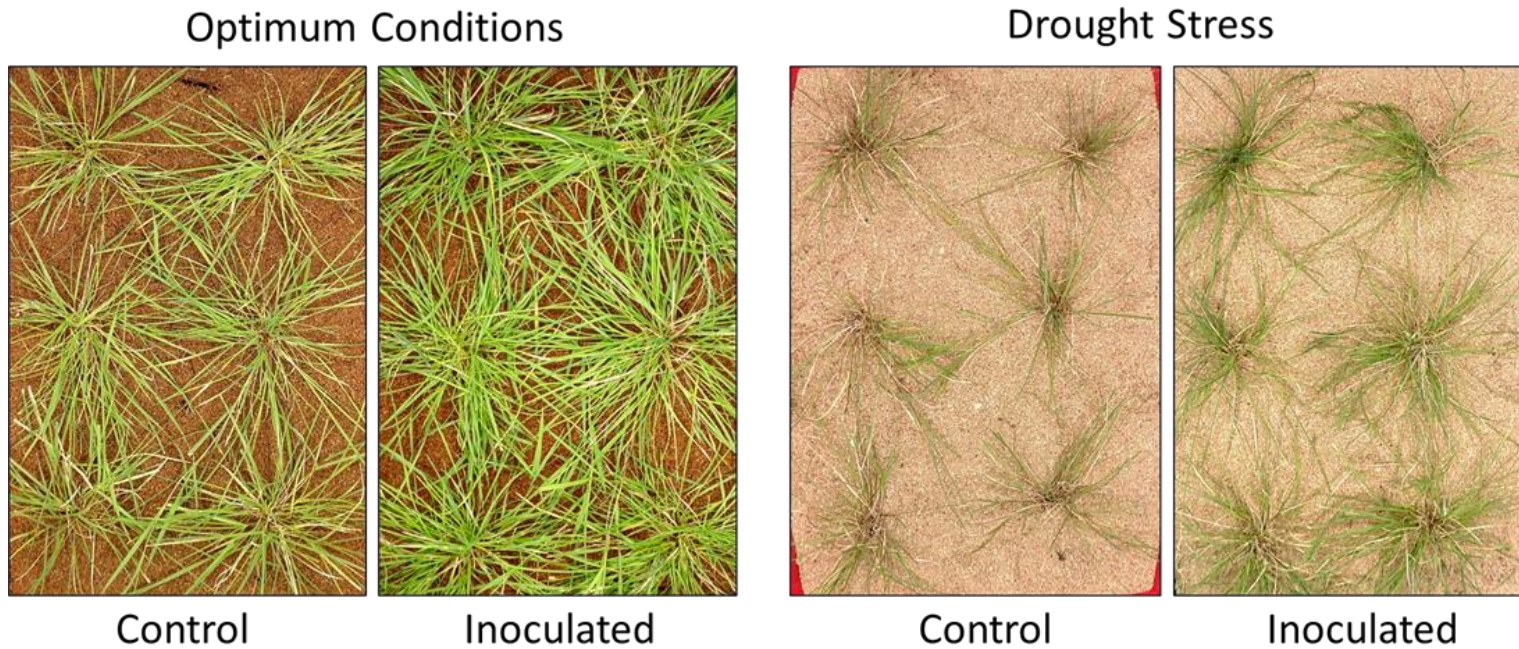 Optimum Conditions
Drought Stress
Control
Inoculated
Control
Inoculated